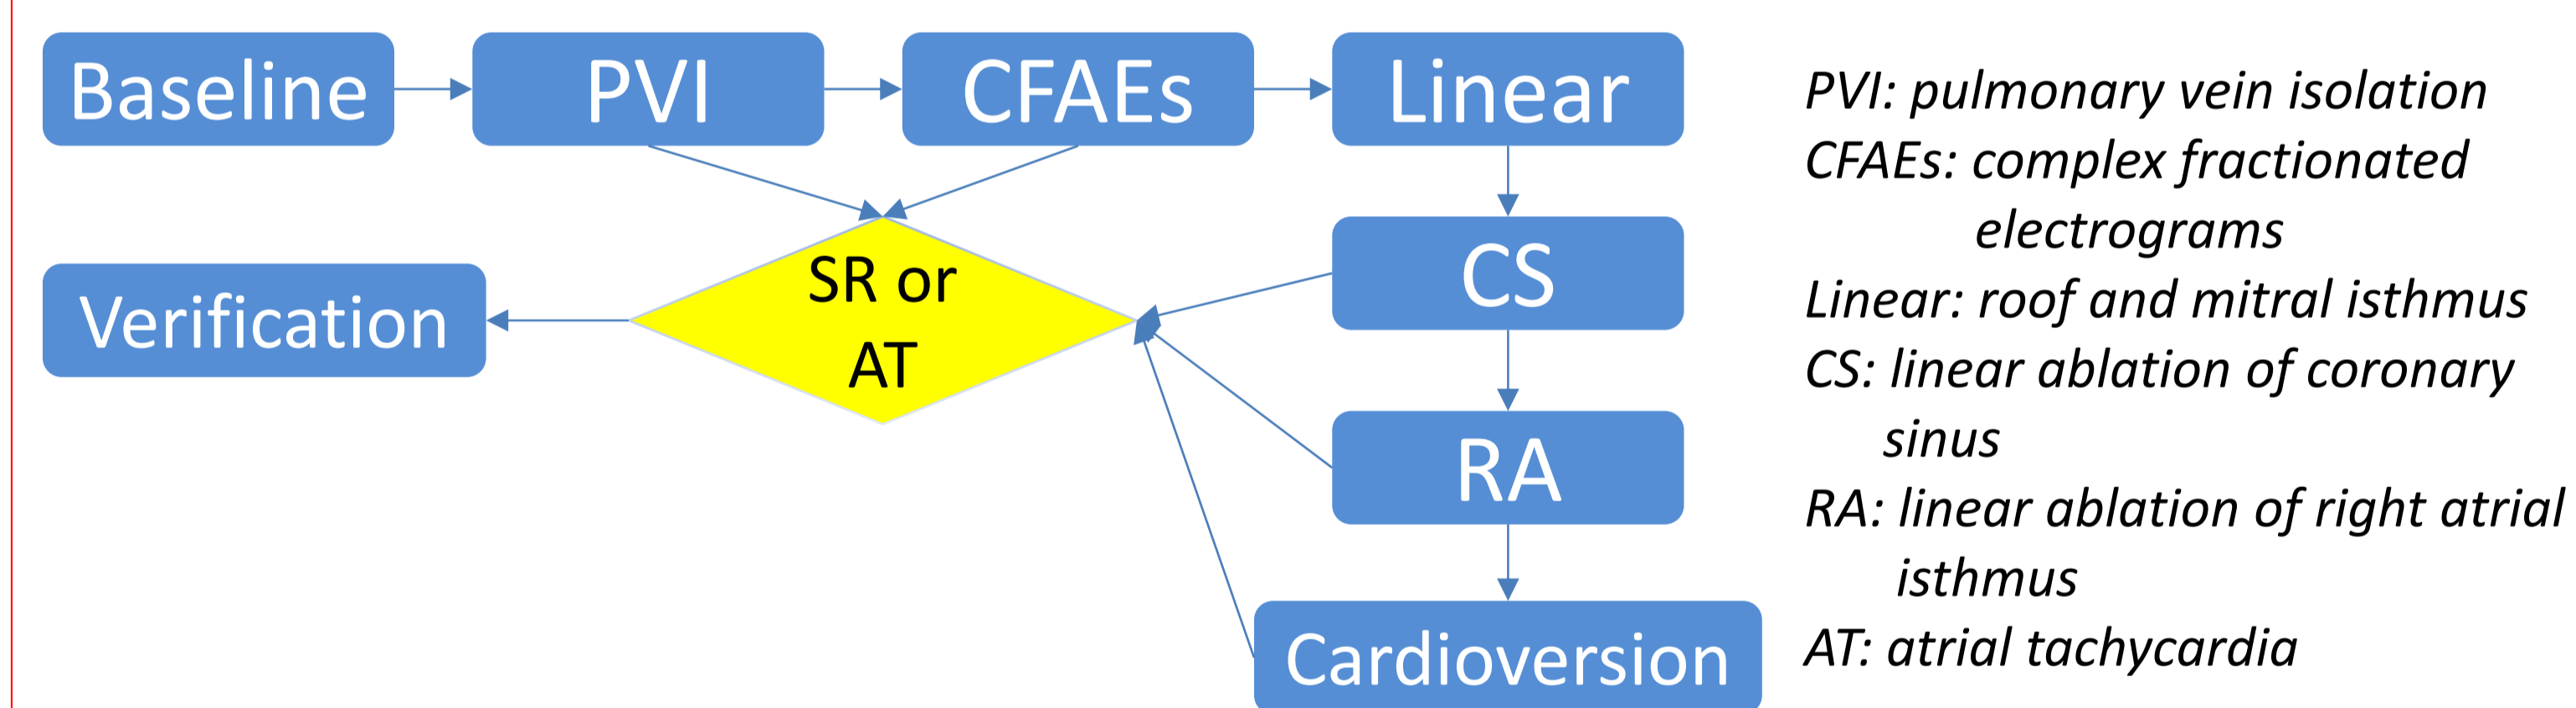 Baseline
PVI
CFAEs
Linear
SR or
AT
Verification
CS
RA
Cardioversion
PVI: pulmonary vein isolation
CFAEs: complex fractionated
electrograms
Linear: roof and mitral isthmus
CS: linear ablation of coronary
sinus
RA: linear ablation of right atrial
isthmus
AT: atrial tachycardia